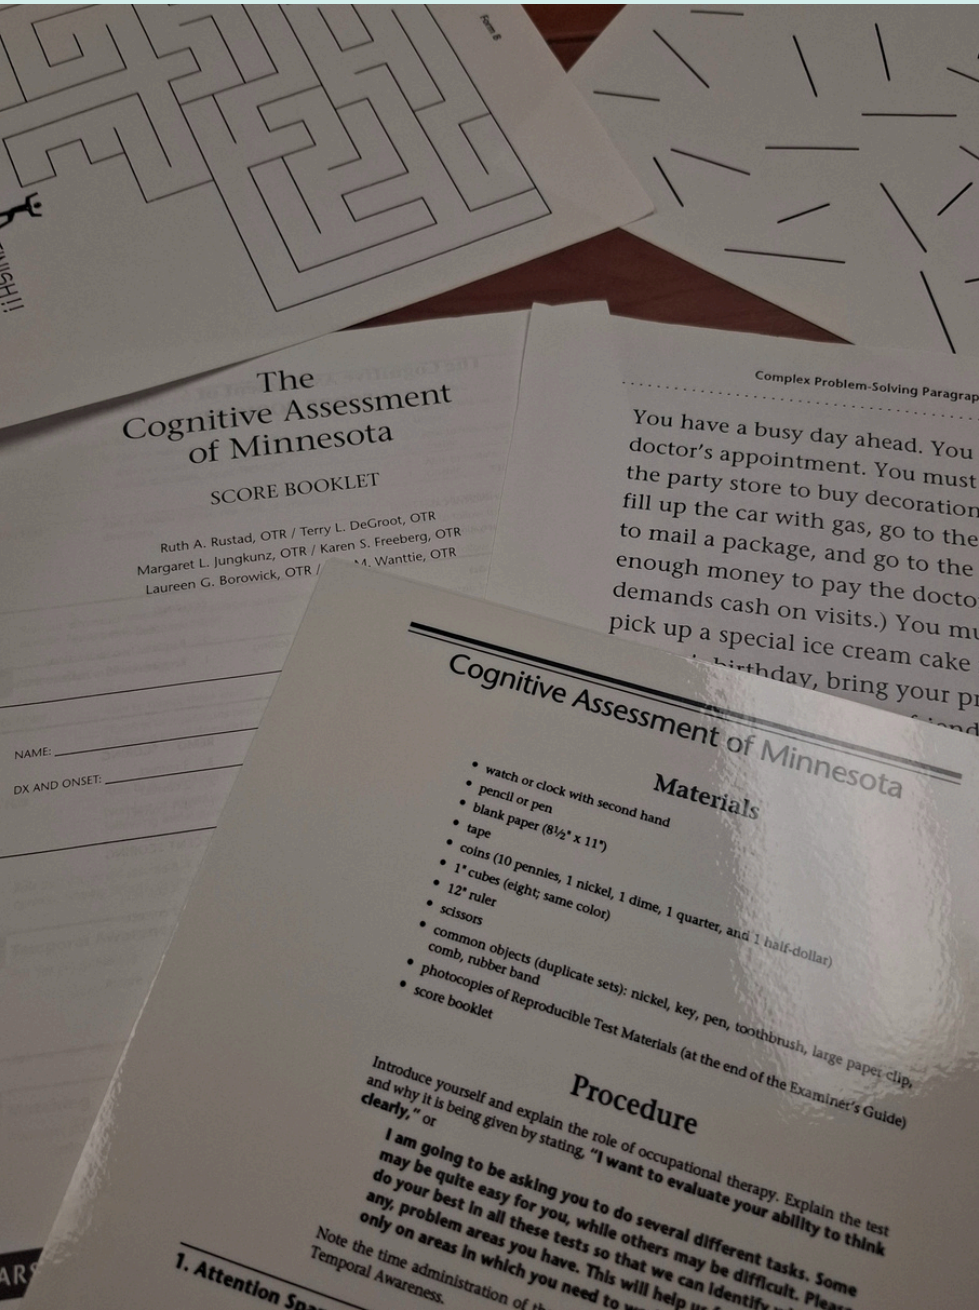 Form B
FINISH!!!
The
Cognitive Assessment
of Minnesota
SCORE BOOKLET
Ruth A. Rustad, OTR / Terry L. DeGroot, OTR
Margaret L. Jungkunz, OTR / Karen S. Freeberg, OTR
Laureen G. Borowick, OTR / M. Wanttie, OTR
NAME:
DX AND ONSET:
Complex Problem-Solving
You have a busy day ahead. You
doctor's appointment. You must
the party store to buy
fill up the car with gas, go to the
to mail a package, and go to the
enough money to pay the
demands cash on visits.) You
pick up a special ice cream cake
birthday, bring your
Cognitive Assessment of Minnesota
Materials
• watch or clock with second hand
• pencil or pen
• blank paper (8½" x 11")
• tape
• coins (10 pennies, 1 nickel, 1 dime, 1 quarter, and 1 half-dollar)
• 1" cubes (eight; same color)
• 12" ruler
• scissors
• common objects (duplicate sets): nickel, key, pen, toothbrush, large paper clip,
comb, rubber band
• photocopies of Reproducible Test Materials (at the end of the Examiner's Guide)
• score booklet
Procedure
Introduce yourself and explain the role of occupational therapy. Explain the test
and why it is being given by stating, "I want to evaluate your ability to think
clearly," or
I am going to be asking you to do several different tasks. Some
may be quite easy for you, while others may be difficult. Please
do your best in all these tests so that we can identify
any, problem areas you have. This will help us
only on areas in which you need to
Note the time administration of
Temporal Awareness.
1. Attention